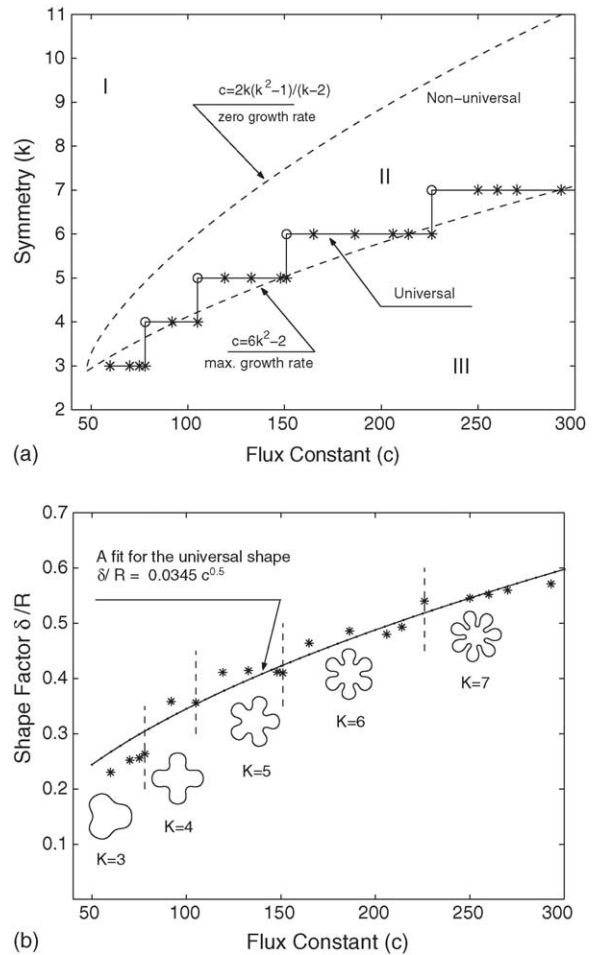 11
10
9
8
7
6
5
4
3
2
Symmetry (k)
I
c=2k(k²−1)/(k−2)
zero growth rate
Non−universal
II
Universal
c=6k²−2
max. growth rate
III
50
100
150
200
250
300
(a)
Flux Constant (c)
0.7
0.6
0.5
0.4
0.3
0.2
0.1
Shape Factor δ/R
A fit for the universal shape
δ/ R = 0.0345 c^0.5
K=3
K=4
K=5
K=6
K=7
50
100
150
200
250
300
(b)
Flux Constant (c)